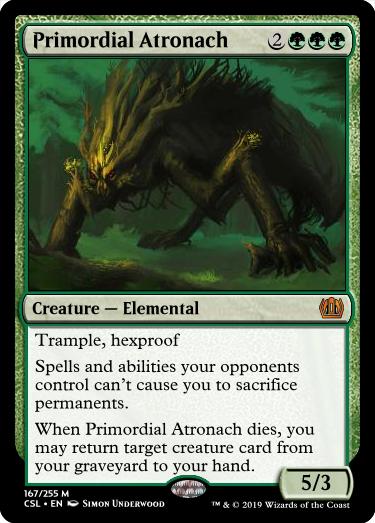 Primordial Atronach 2
Creature — Elemental
Trample, hexproof
Spells and abilities your opponents
control can't cause you to sacrifice
permanents.
When Primordial Atronach dies, you
may return target creature card from
your graveyard to your hand.
5/3
167/255 M
CSL • EN Simon Underwood ™ & © 2019 Wizards of the Coast